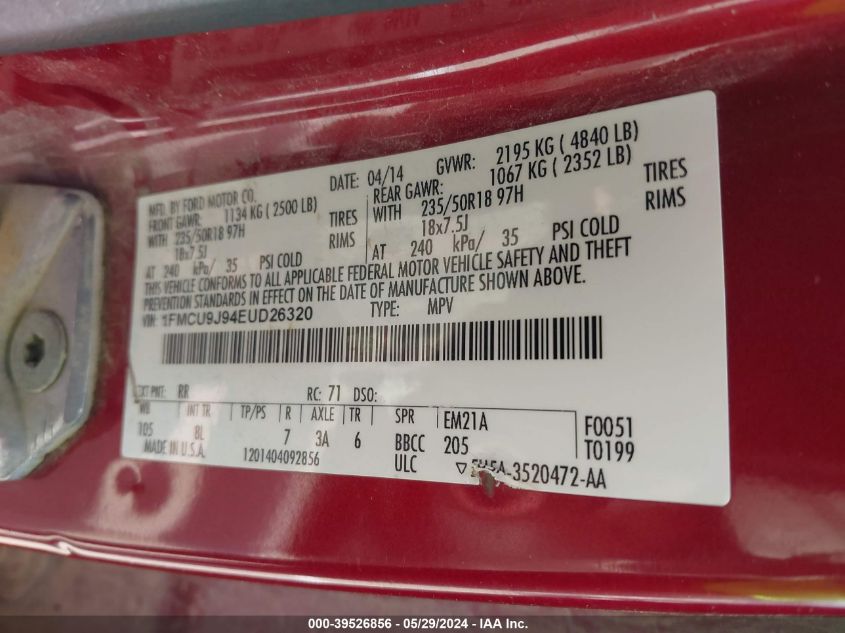 MFD. BY FORD MOTOR CO.
DATE: 04/14 GVWR: 2195 KG ( 4840 LB)
FRONT GAWR: 1134 KG ( 2500 LB) REAR GAWR: 1067 KG ( 2352 LB)
WITH 235/50R18 97H TIRES WITH 235/50R18 97H TIRES
18x7.5J RIMS 18x7.5J RIMS
AT 240 kPa/ 35 PSI COLD AT 240 kPa/ 35 PSI COLD
THIS VEHICLE CONFORMS TO ALL APPLICABLE FEDERAL MOTOR VEHICLE SAFETY AND THEFT
PREVENTION STANDARDS IN EFFECT ON THE DATE OF MANUFACTURE SHOWN ABOVE.
VIN: 1FMCU9J94EUD26320 TYPE: MPV
EXT PNT: RR RC: 71 DSO:
WB INT TR TP/PS R AXLE TR SPR EM21A F0051
105 BL 7 3A 6 BBCC 205 T0199
MADE IN U.S.A. 1201404092856 ULC ▽ -3520472-AA
000-39526856 - 05/29/2024 - IAA Inc.